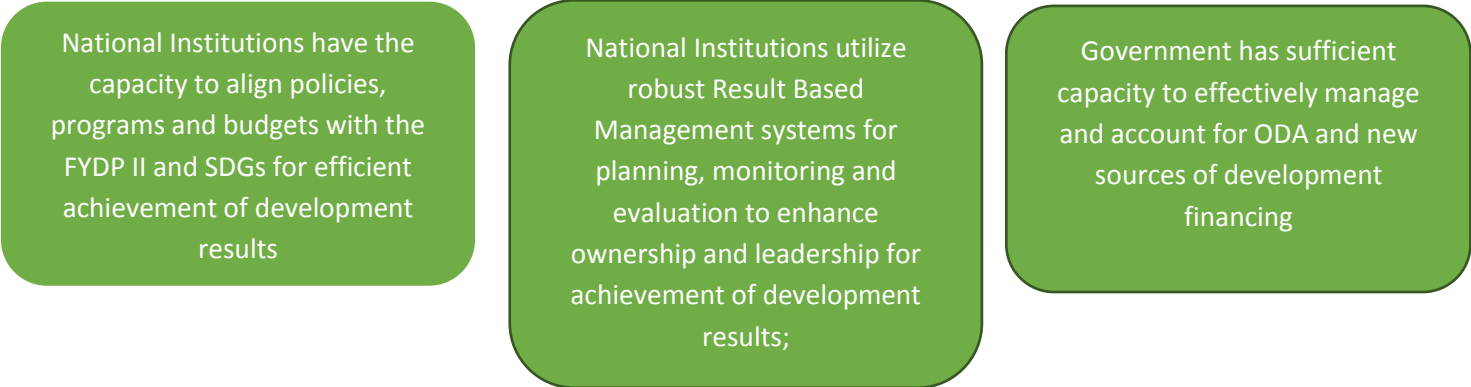 National Institutions have the
capacity to align policies,
programs and budgets with the
FYDP II and SDGs for efficient
achievement of development
results
National Institutions utilize
robust Result Based
Management systems for
planning, monitoring and
evaluation to enhance
ownership and leadership for
achievement of development
results;
Government has sufficient
capacity to effectively manage
and account for ODA and new
sources of development
financing